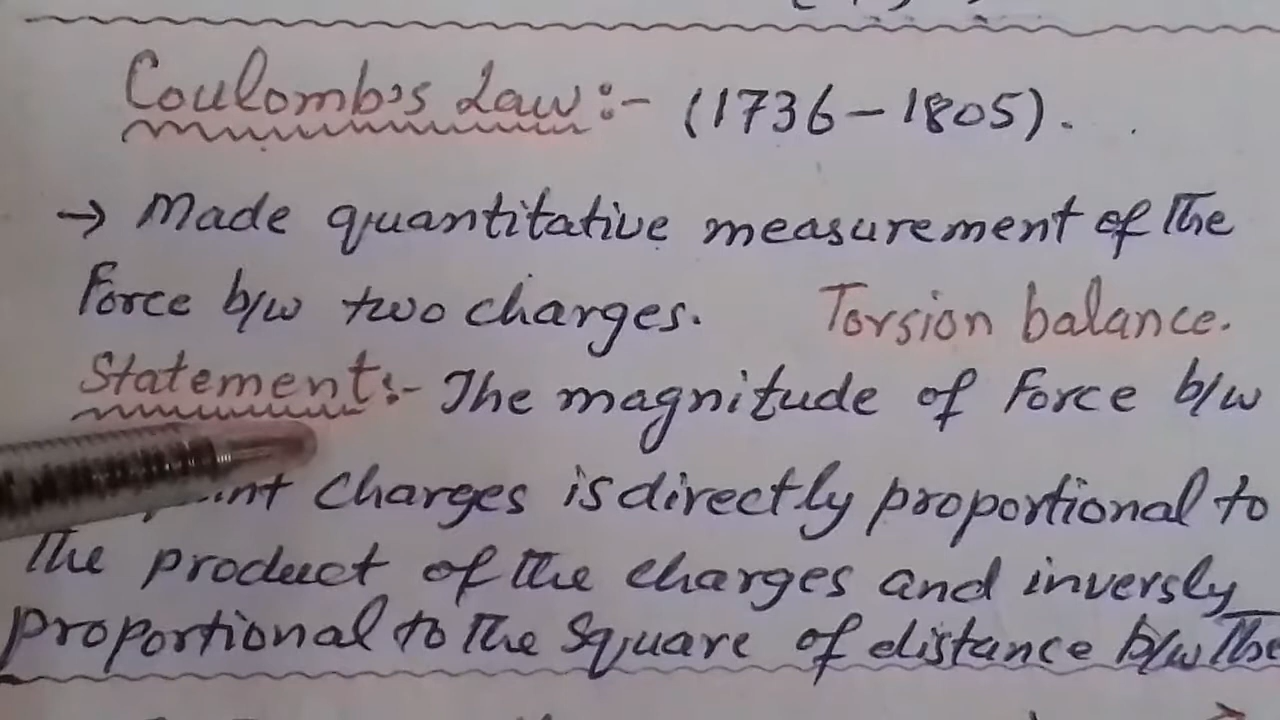 Coulomb's Law:- (1736-1805).
→ Made quantitative measurement of the
Force b/w two charges. Torsion balance.
Statement:- The magnitude of Force b/w
charges is directly proportional to
The product of the charges and inversly
proportional to the square of distance b/w the